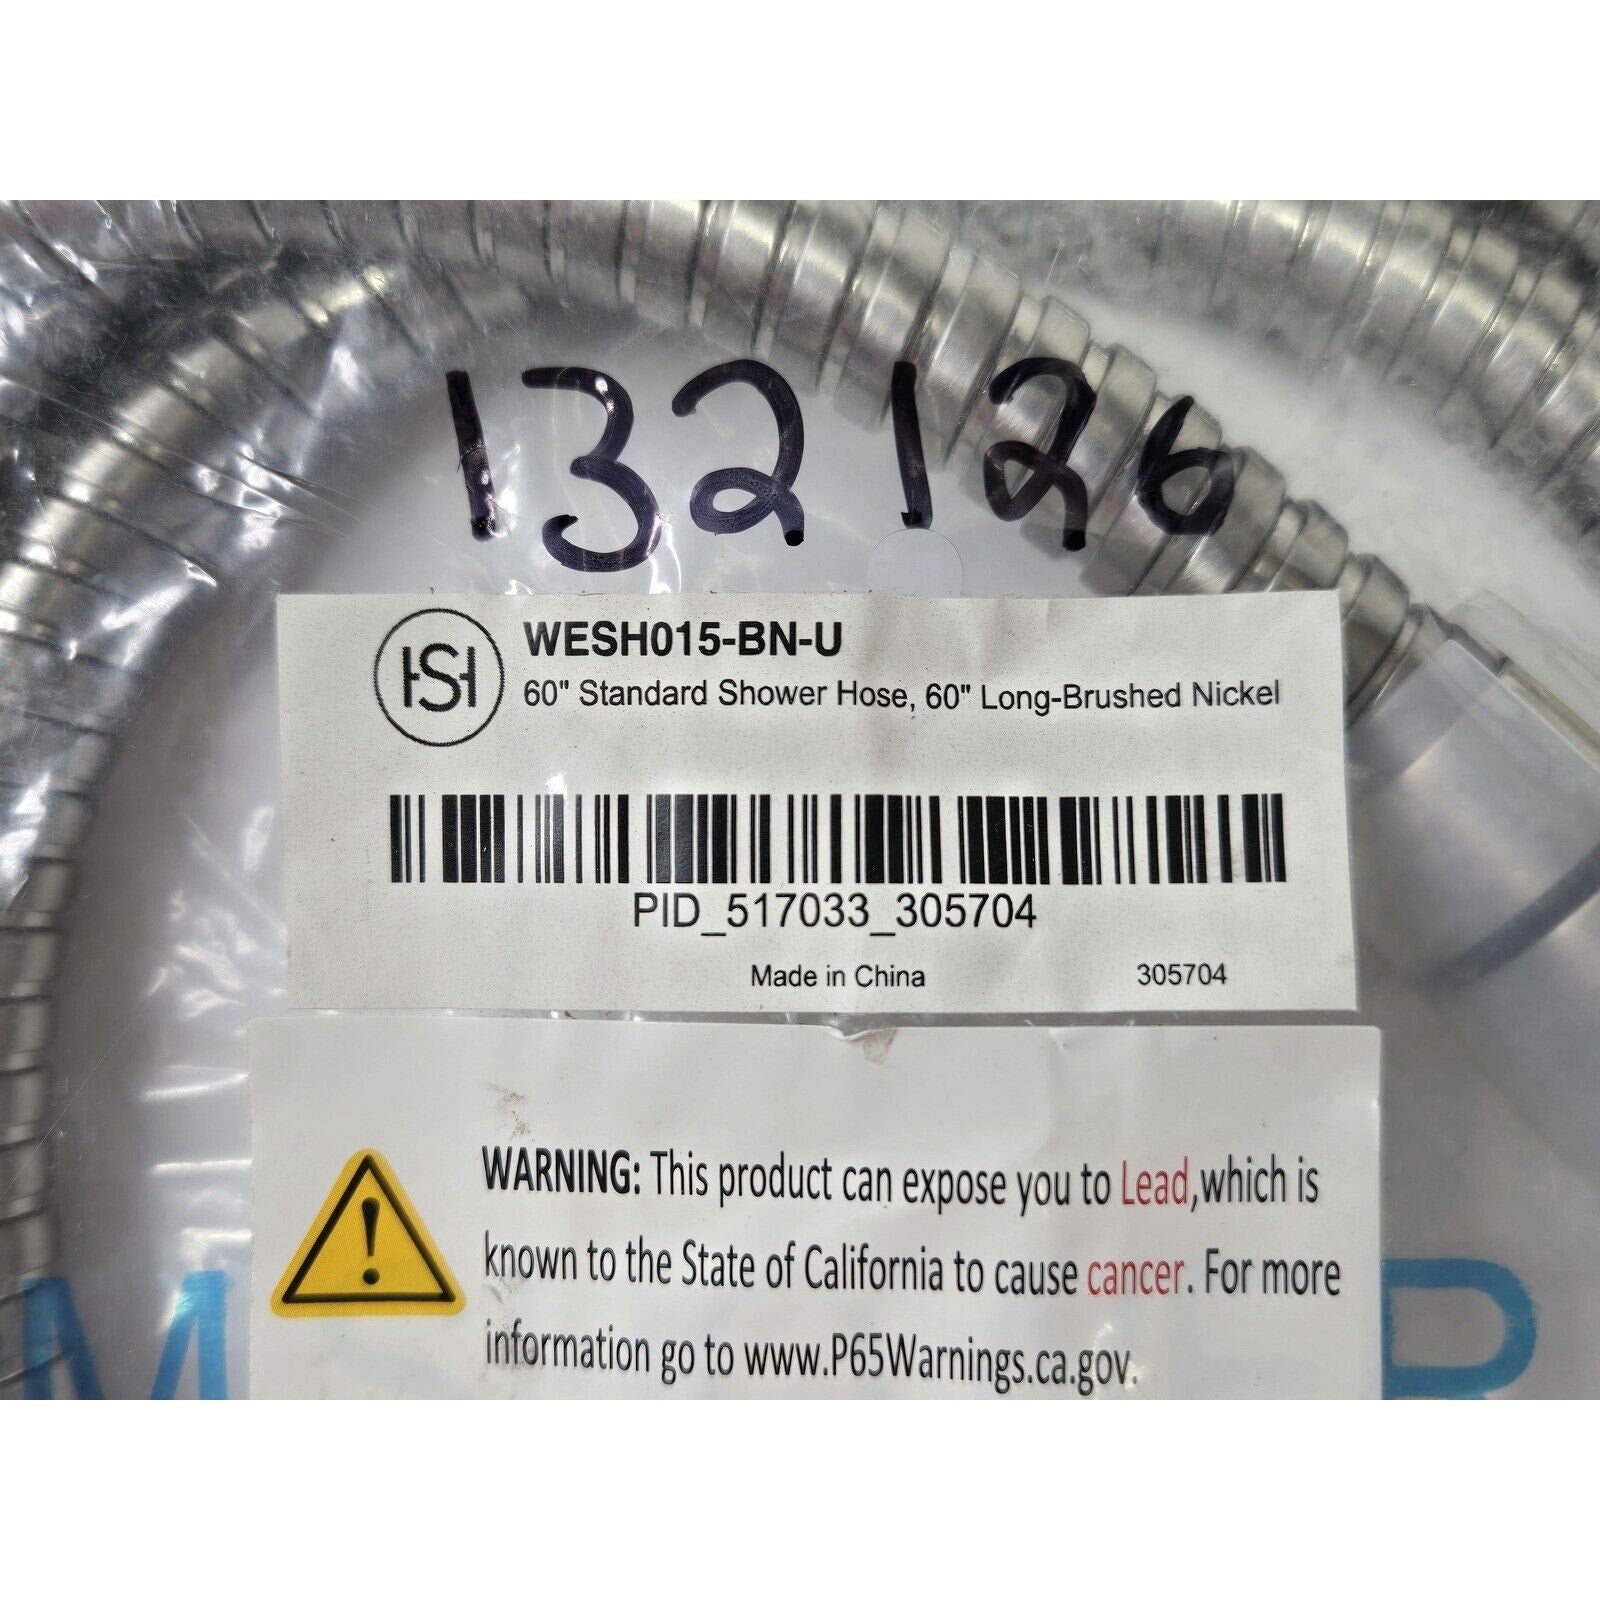 132126
HSH
WESH015-BN-U
60" Standard Shower Hose, 60" Long-Brushed Nickel
PID_517033_305704
Made in China 305704
WARNING: This product can expose you to Lead,which is
known to the State of California to cause cancer. For more
information go to www.P65Warnings.ca.gov.
M R